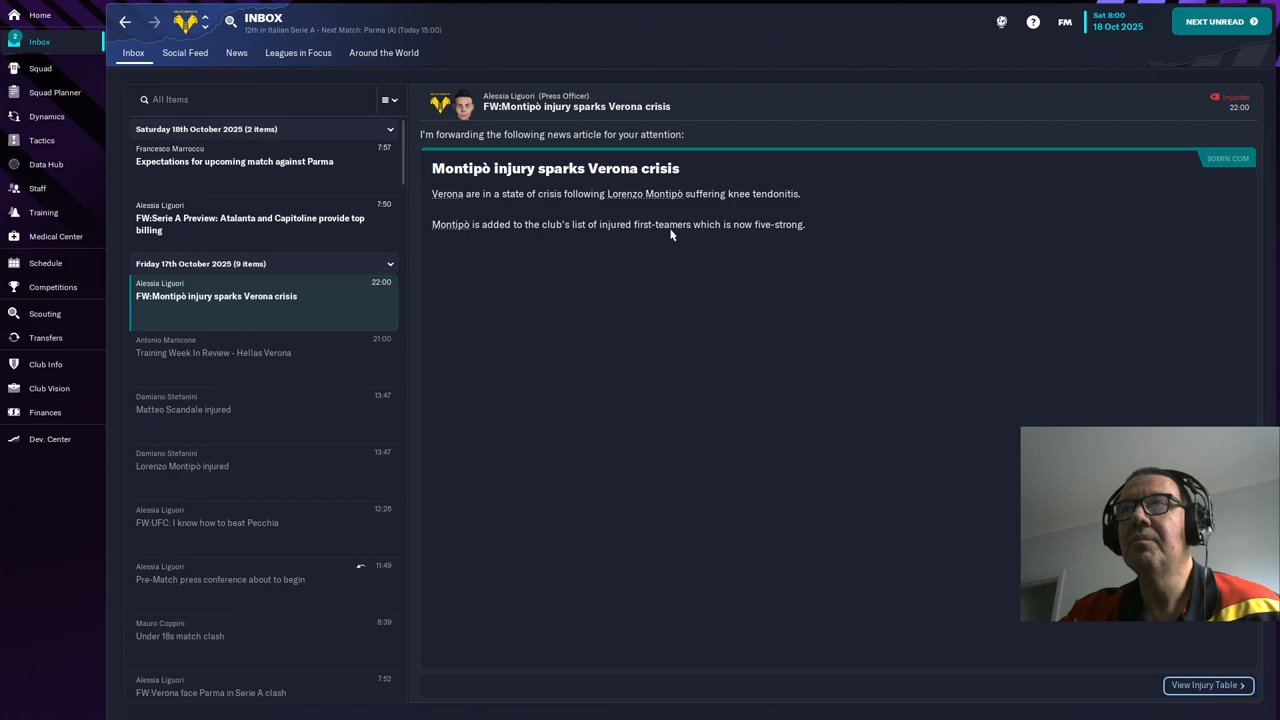 Home
2
Inbox
Squad
Squad Planner
Dynamics
Tactics
Data Hub
Staff
Training
Medical Center
Schedule
Competitions
Scouting
Transfers
Club Info
Club Vision
Finances
Dev. Center
INBOX
12th in Italian Serie A - Next Match: Parma (A) (Today 15:00)
?
FM
Sat 8:00
18 Oct 2025
NEXT UNREAD
Inbox
Social Feed
News
Leagues in Focus
Around the World
All Items
Saturday 18th October 2025 (2 items)
Francesco Marroccu
7:57
Expectations for upcoming match against Parma
Alessia Liguori
7:50
FW:Serie A Preview: Atalanta and Capitoline provide top
billing
Friday 17th October 2025 (9 items)
Alessia Liguori
22:00
FW:Montipò injury sparks Verona crisis
Antonio Manicone
21:00
Training Week In Review - Hellas Verona
Damiano Stefanini
13:47
Matteo Scandale injured
Damiano Stefanini
13:47
Lorenzo Montipò injured
Alessia Liguori
12:26
FW:UFC: I know how to beat Pecchia
Alessia Liguori
11:49
Pre-Match press conference about to begin
Mauro Coppini
8:39
Under 18s match clash
Alessia Liguori
7:52
FW:Verona face Parma in Serie A clash
Alessia Liguori (Press Officer)
FW:Montipò injury sparks Verona crisis
Injuries
22:00
I'm forwarding the following news article for your attention:
90MIN.COM
Montipò injury sparks Verona crisis
Verona are in a state of crisis following Lorenzo Montipò suffering knee tendonitis.
Montipò is added to the club's list of injured first-teamers which is now five-strong.
View Injury Table